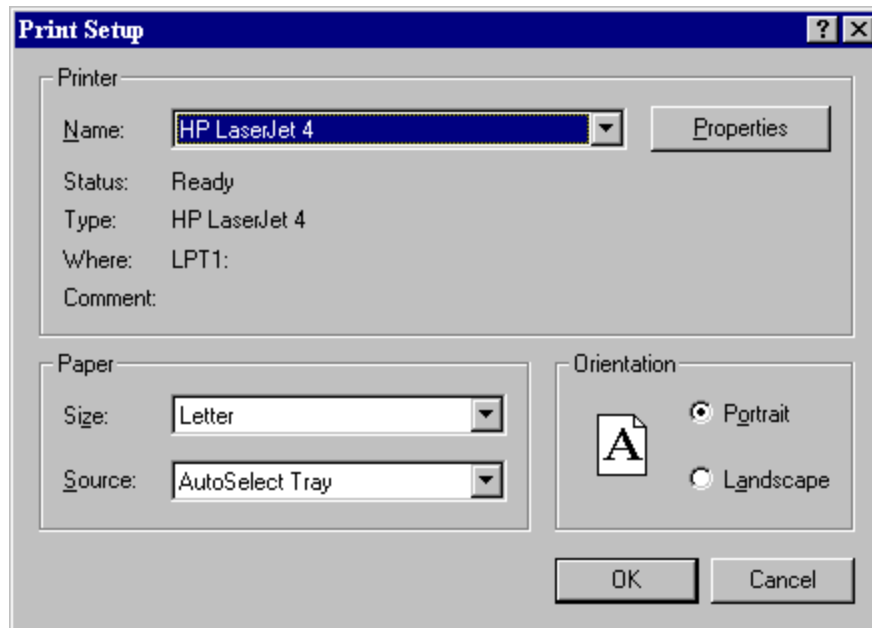 Print Setup
Printer
Name: HP LaserJet 4 Properties
Status: Ready
Type: HP LaserJet 4
Where: LPT1:
Comment:
Paper
Size: Letter
Source: AutoSelect Tray
Orientation
A
Portrait
Landscape
OK Cancel